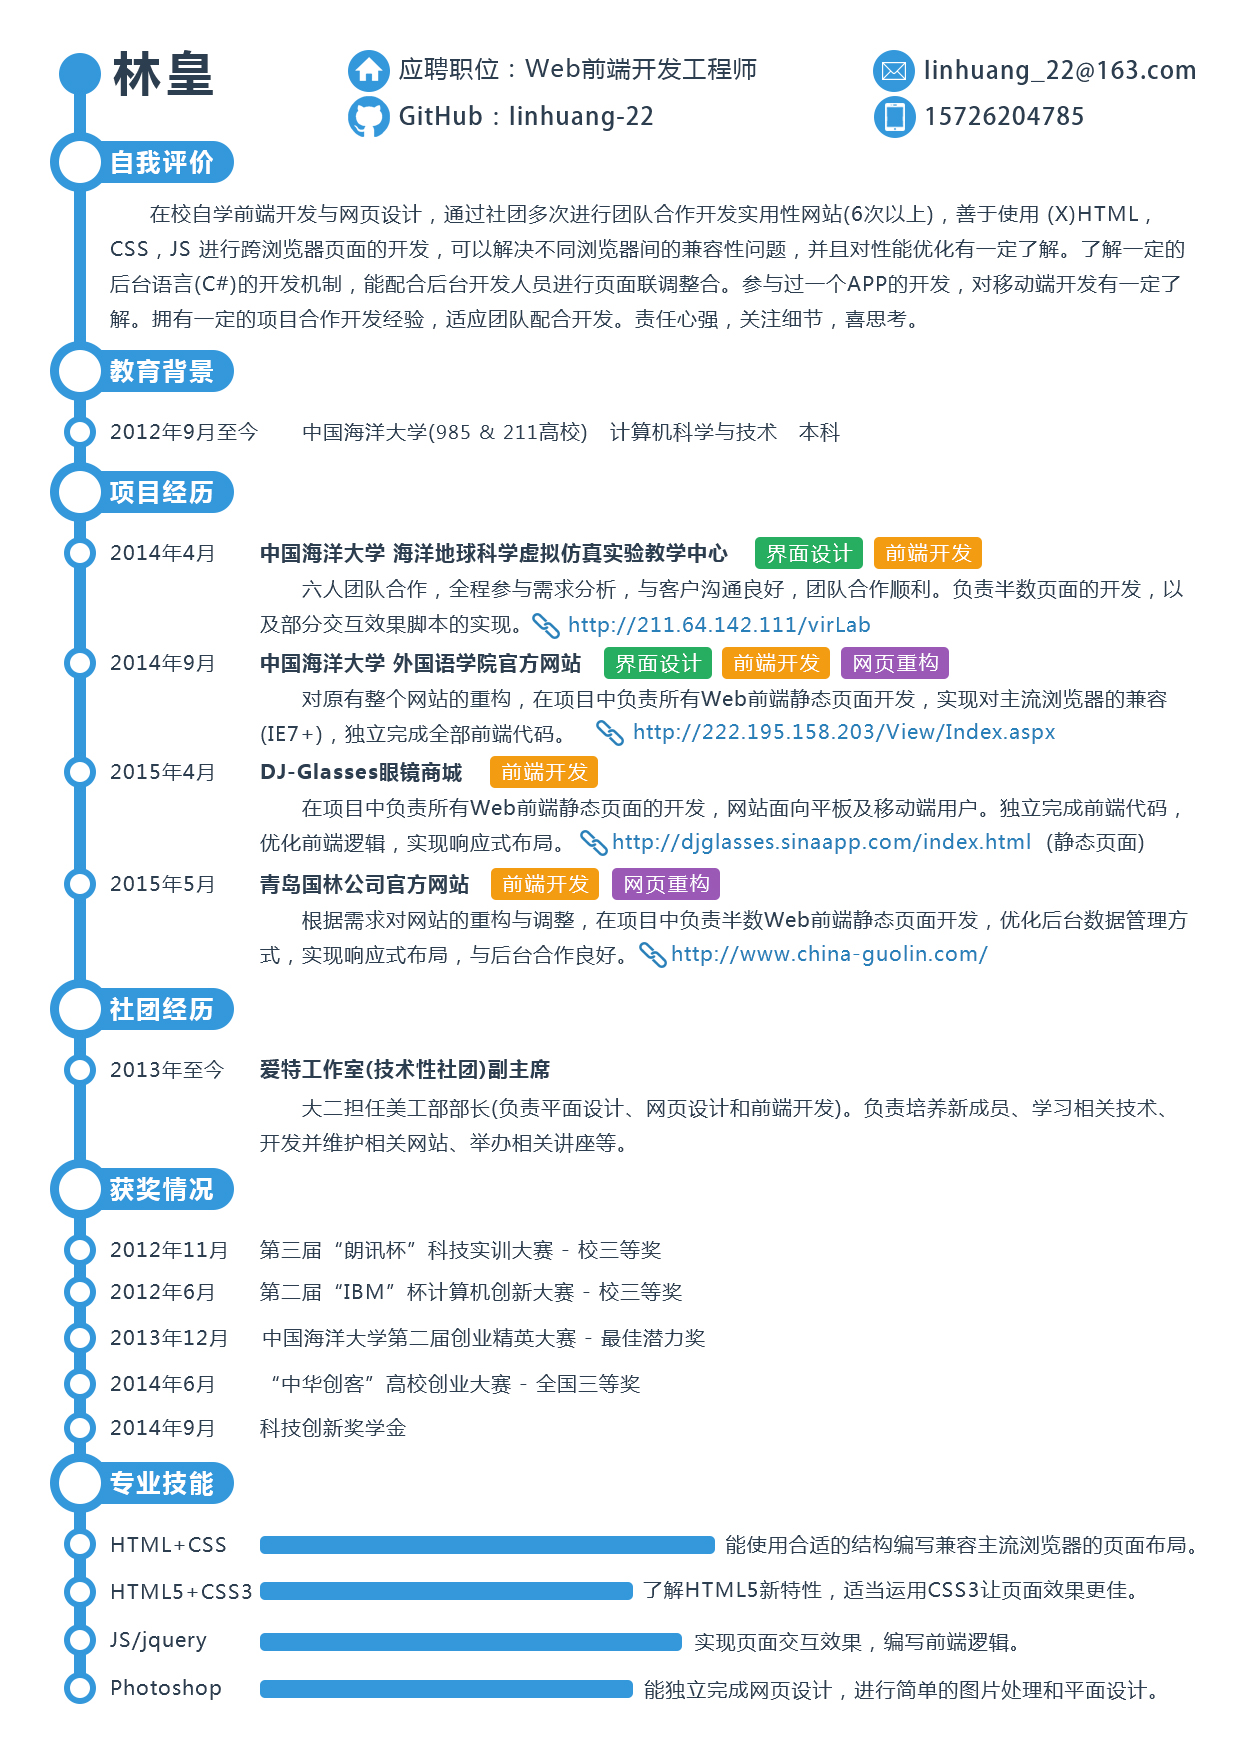 林皇
应聘职位：Web前端开发工程师
linhuang_22@163.com
GitHub：linhuang-22
15726204785
自我评价
在校自学前端开发与网页设计，通过社团多次进行团队合作开发实用性网站(6次以上)，善于使用 (X)HTML，
CSS，JS 进行跨浏览器页面的开发，可以解决不同浏览器间的兼容性问题，并且对性能优化有一定了解。了解一定的
后台语言(C#)的开发机制，能配合后台开发人员进行页面联调整合。参与过一个APP的开发，对移动端开发有一定了
解。拥有一定的项目合作开发经验，适应团队配合开发。责任心强，关注细节，喜思考。
教育背景
2012年9月至今 中国海洋大学(985 & 211高校) 计算机科学与技术 本科
项目经历
2014年4月 中国海洋大学 海洋地球科学虚拟仿真实验教学中心 界面设计 前端开发
六人团队合作，全程参与需求分析，与客户沟通良好，团队合作顺利。负责半数页面的开发，以
及部分交互效果脚本的实现。 http://211.64.142.111/virLab
2014年9月 中国海洋大学 外国语学院官方网站 界面设计 前端开发 网页重构
对原有整个网站的重构，在项目中负责所有Web前端静态页面开发，实现对主流浏览器的兼容
(IE7+)，独立完成全部前端代码。 http://222.195.158.203/View/Index.aspx
2015年4月 DJ-Glasses眼镜商城 前端开发
在项目中负责所有Web前端静态页面的开发，网站面向平板及移动端用户。独立完成前端代码，
优化前端逻辑，实现响应式布局。 http://djglasses.sinaapp.com/index.html (静态页面)
2015年5月 青岛国林公司官方网站 前端开发 网页重构
根据需求对网站的重构与调整，在项目中负责半数Web前端静态页面开发，优化后台数据管理方
式，实现响应式布局，与后台合作良好。 http://www.china-guolin.com/
社团经历
2013年至今 爱特工作室(技术性社团)副主席
大二担任美工部部长(负责平面设计、网页设计和前端开发)。负责培养新成员、学习相关技术、
开发并维护相关网站、举办相关讲座等。
获奖情况
2012年11月 第三届“朗讯杯”科技实训大赛 - 校三等奖
2012年6月 第二届“IBM”杯计算机创新大赛 - 校三等奖
2013年12月 中国海洋大学第二届创业精英大赛 - 最佳潜力奖
2014年6月 “中华创客”高校创业大赛 - 全国三等奖
2014年9月 科技创新奖学金
专业技能
HTML+CSS 能使用合适的结构编写兼容主流浏览器的页面布局。
HTML5+CSS3 了解HTML5新特性，适当运用CSS3让页面效果更佳。
JS/jquery 实现页面交互效果，编写前端逻辑。
Photoshop 能独立完成网页设计，进行简单的图片处理和平面设计。